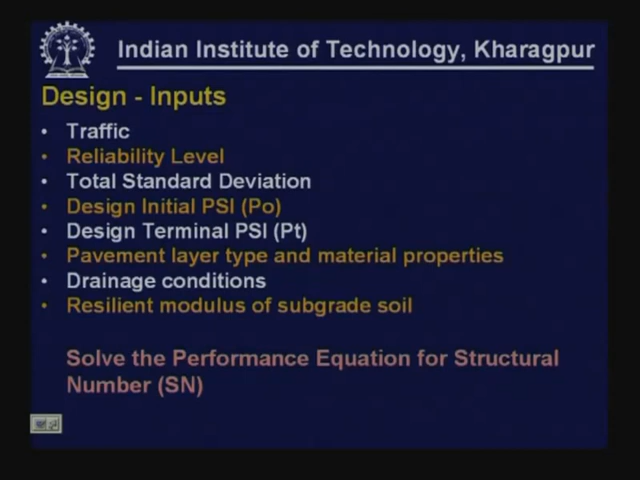 Indian Institute of Technology, Kharagpur
Design - Inputs
• Traffic
• Reliability Level
• Total Standard Deviation
• Design Initial PSI (Po)
• Design Terminal PSI (Pt)
• Pavement layer type and material properties
• Drainage conditions
• Resilient modulus of subgrade soil
Solve the Performance Equation for Structural
Number (SN)